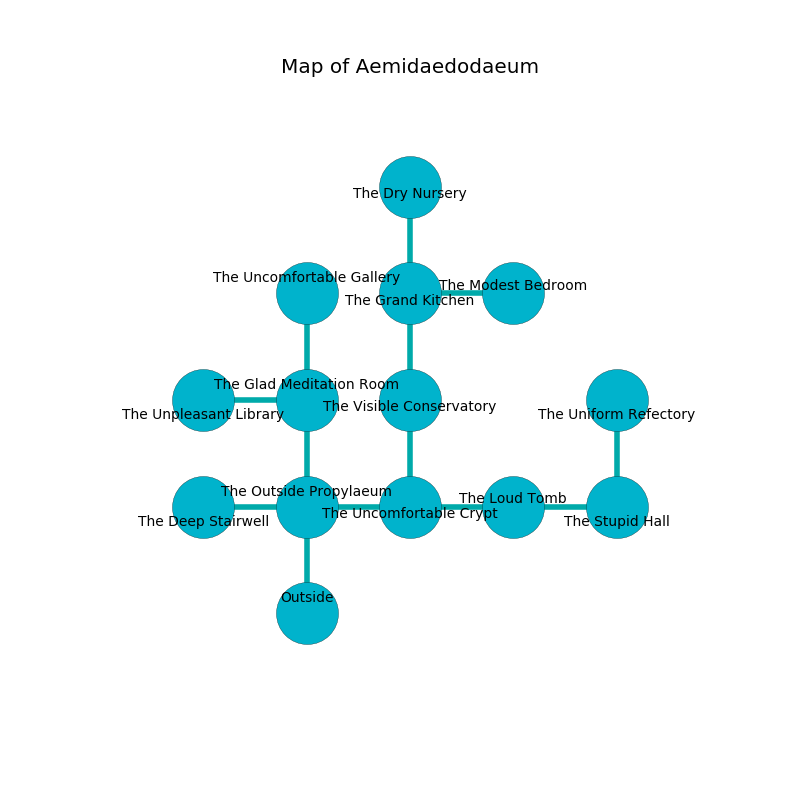 Map of Aemidaedodaeum
The Dry Nursery
The Uncomfortable Gallery
The Modest Bedroom
The Grand Kitchen
The Glad Meditation Room
The Visible Conservatory
The Unpleasant Library
The Uniform Refectory
The Outside Propylaeum
The Loud Tomb
The Uncomfortable Crypt
The Deep Stairwell
The Stupid Hall
Outside